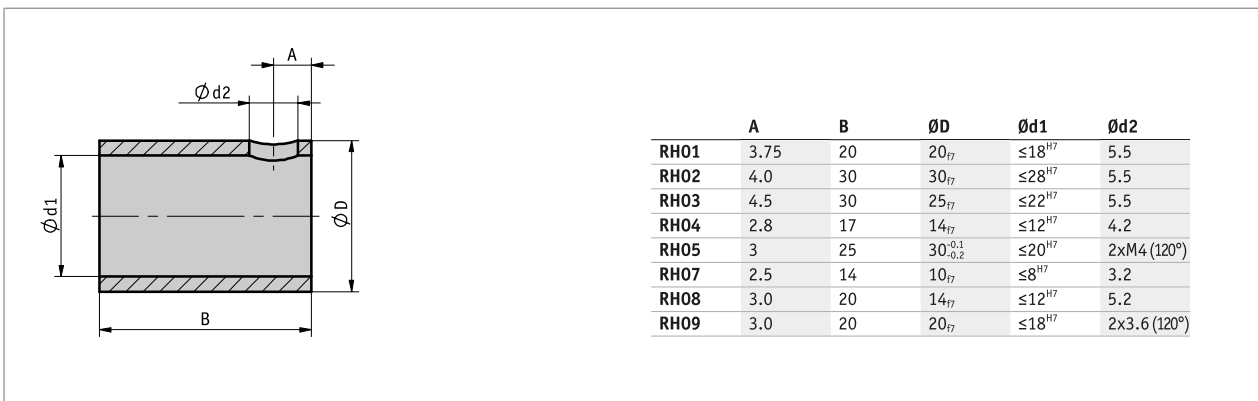 A
Ød2
Ød1
ØD
B
A B ØD Ød1 Ød2
RH01 3.75 20 20f7 ≤18H7 5.5
RH02 4.0 30 30f7 ≤28H7 5.5
RH03 4.5 30 25f7 ≤22H7 5.5
RH04 2.8 17 14f7 ≤12H7 4.2
RH05 3 25 30-0.1-0.2 ≤20H7 2xM4 (120°)
RH07 2.5 14 10f7 ≤8H7 3.2
RH08 3.0 20 14f7 ≤12H7 5.2
RH09 3.0 20 20f7 ≤18H7 2x3.6 (120°)